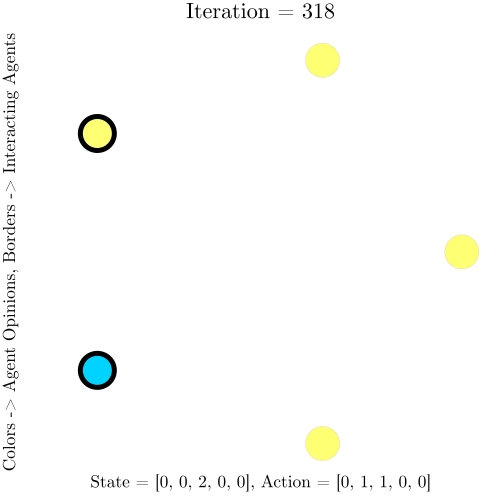 Iteration = 318
Colors -> Agent Opinions, Borders -> Interacting Agents
State = [0, 0, 2, 0, 0], Action = [0, 1, 1, 0, 0]